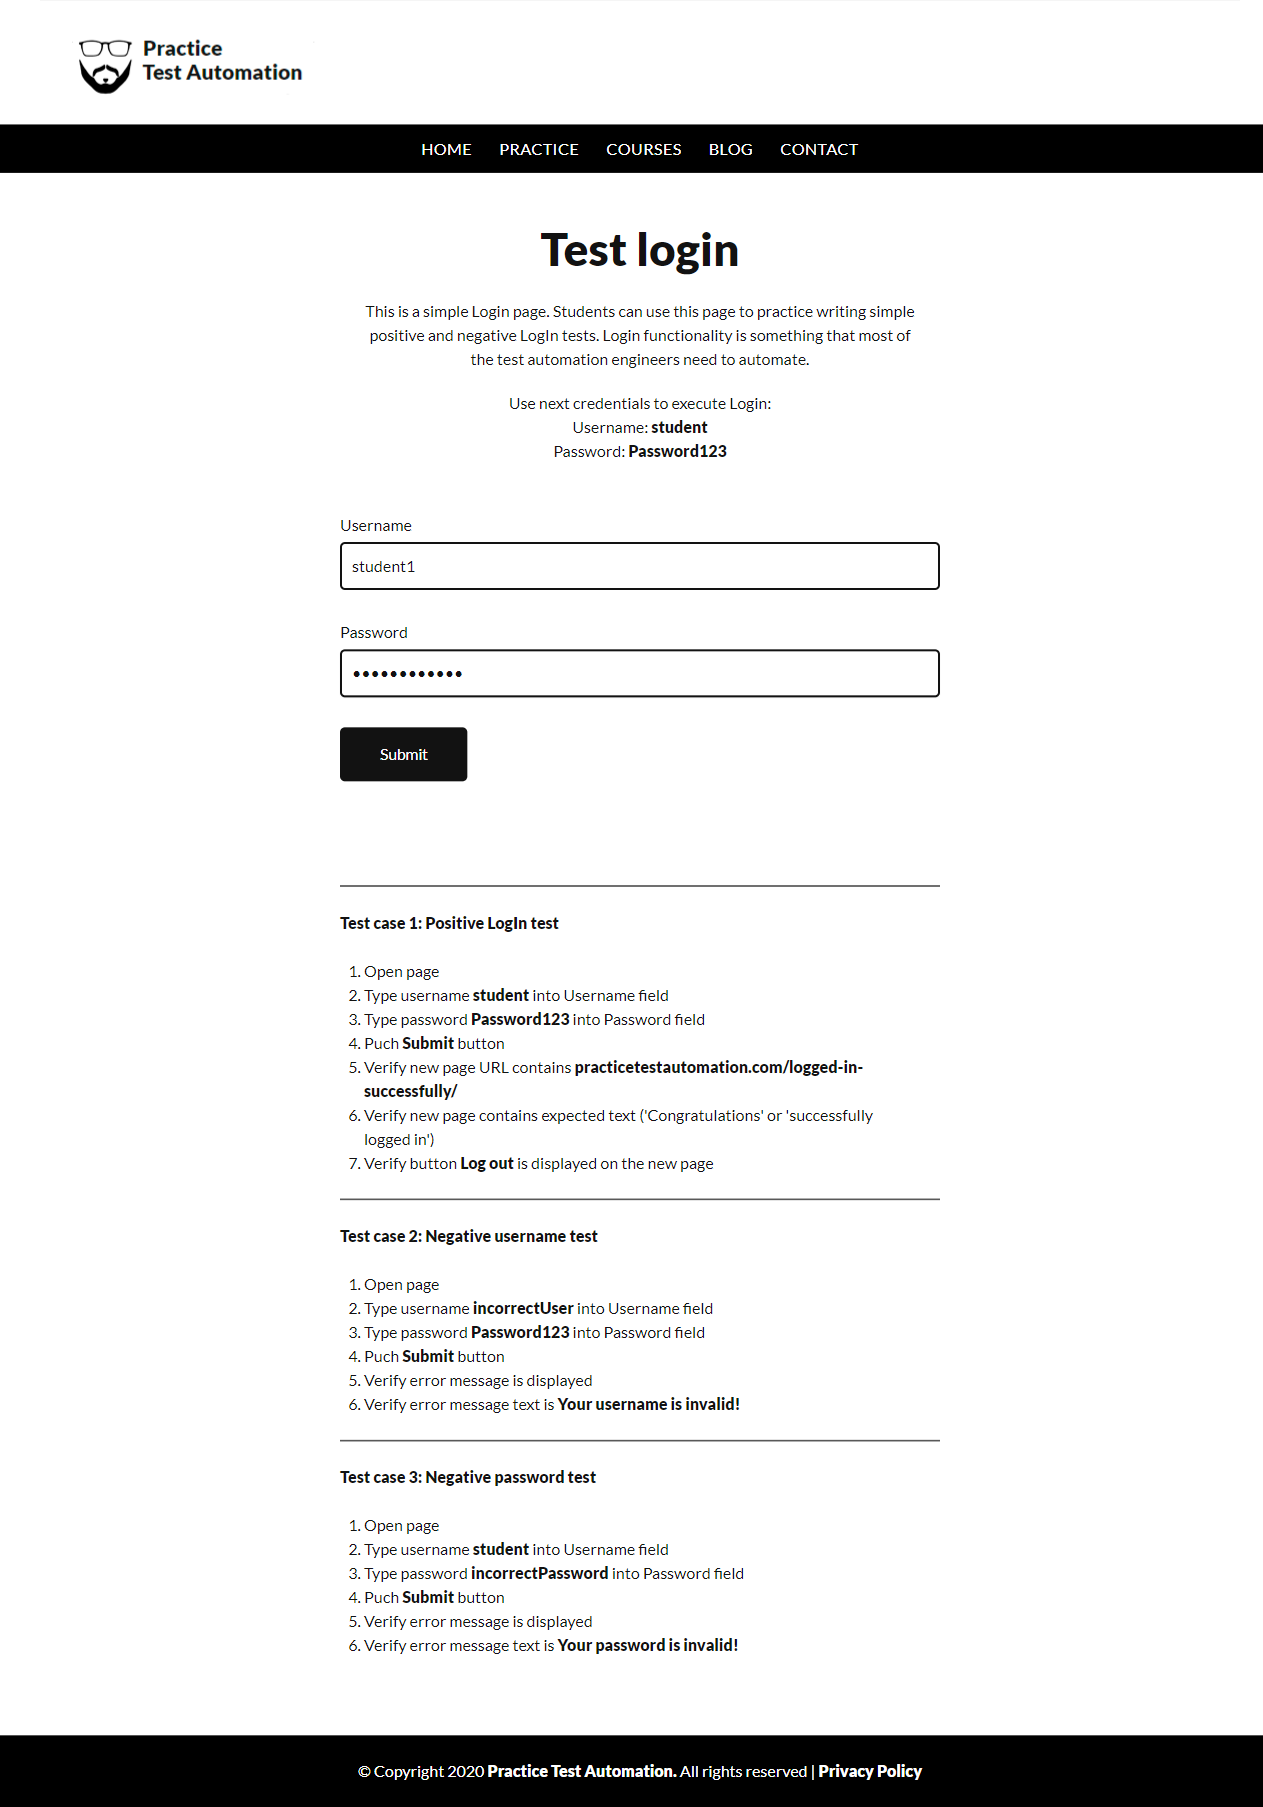 Practice
Test Automation
HOME PRACTICE COURSES BLOG CONTACT
Test login
This is a simple Login page. Students can use this page to practice writing simple
positive and negative LogIn tests. Login functionality is something that most of
the test automation engineers need to automate.
Use next credentials to execute Login:
Username: student
Password: Password123
Username
student1
Password
••••••••••••
Submit
Test case 1: Positive LogIn test
1. Open page
2. Type username student into Username field
3. Type password Password123 into Password field
4. Puch Submit button
5. Verify new page URL contains practicetestautomation.com/logged-in-
successfully/
6. Verify new page contains expected text ('Congratulations' or 'successfully
logged in')
7. Verify button Log out is displayed on the new page
Test case 2: Negative username test
1. Open page
2. Type username incorrectUser into Username field
3. Type password Password123 into Password field
4. Puch Submit button
5. Verify error message is displayed
6. Verify error message text is Your username is invalid!
Test case 3: Negative password test
1. Open page
2. Type username student into Username field
3. Type password incorrectPassword into Password field
4. Puch Submit button
5. Verify error message is displayed
6. Verify error message text is Your password is invalid!
© Copyright 2020 Practice Test Automation. All rights reserved | Privacy Policy